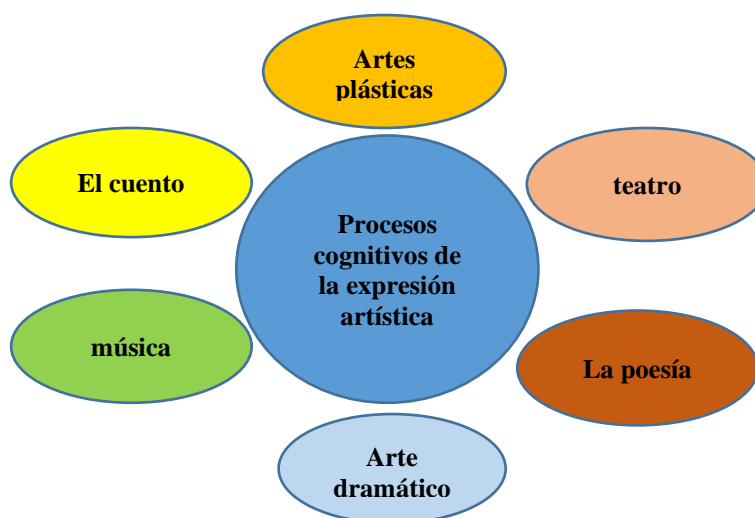 Artes
plásticas
El cuento
teatro
Procesos
cognitivos de
la expresión
artística
música
La poesía
Arte
dramático